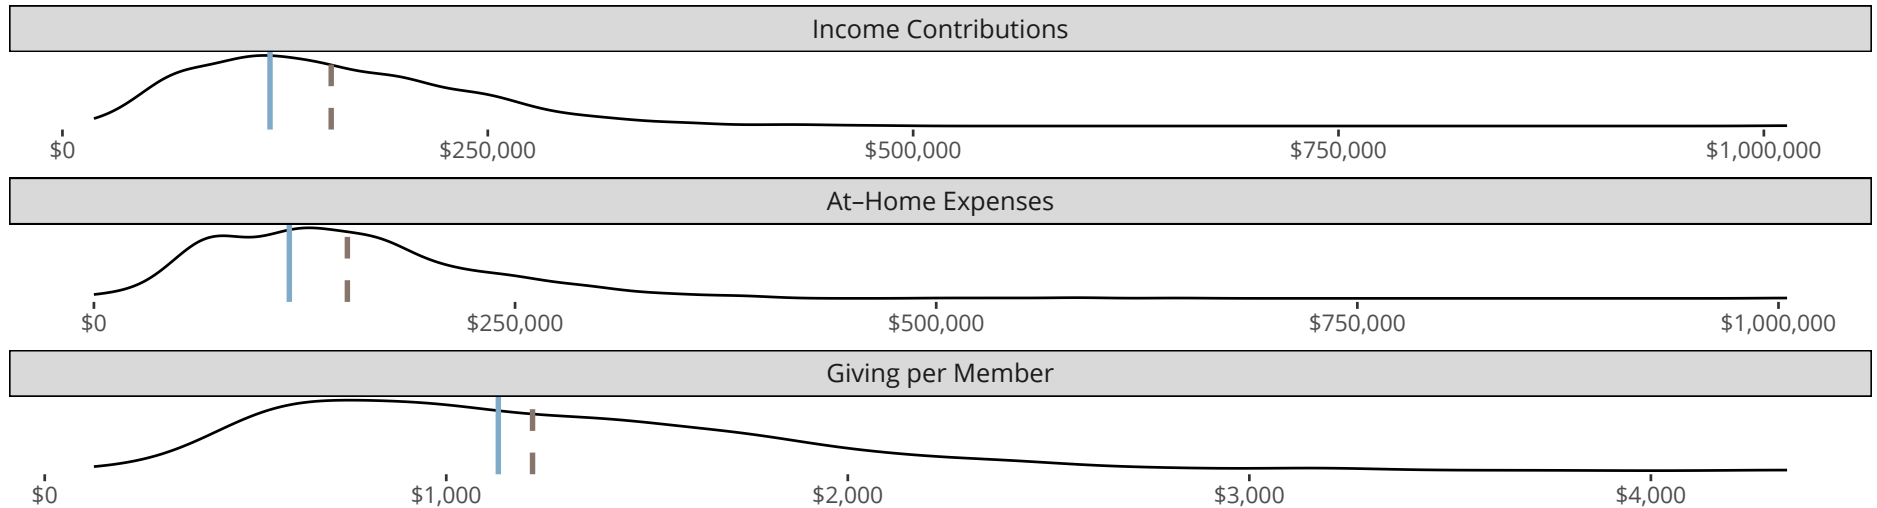 Income Contributions
$0 $250,000 $500,000 $750,000 $1,000,000
At–Home Expenses
$0 $250,000 $500,000 $750,000 $1,000,000
Giving per Member
$0 $1,000 $2,000 $3,000 $4,000